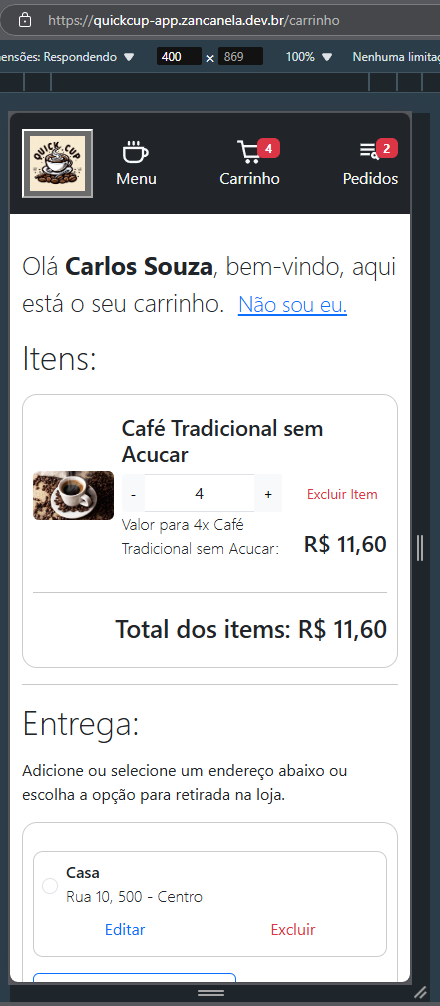 https://quickcup-app.zancanela.dev.br/carrinho
ensões: Respondendo 400 × 869 100% Nenhuma limitaç
QUICK CUP
4
2
Menu Carrinho Pedidos
Olá Carlos Souza, bem-vindo, aqui
está o seu carrinho. Não sou eu.
Itens:
Café Tradicional sem
Acucar
- 4 + Excluir Item
Valor para 4x Café
Tradicional sem Acucar: R$ 11,60
Total dos items: R$ 11,60
Entrega:
Adicione ou selecione um endereço abaixo ou
escolha a opção para retirada na loja.
Casa
Rua 10, 500 - Centro
Editar Excluir